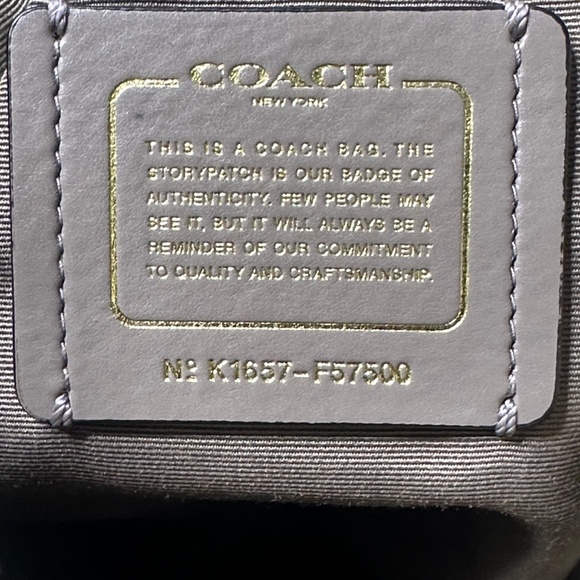 COACH
NEW YORK
THIS IS A COACH BAG. THE
STORYPATCH IS OUR BADGE OF
AUTHENTICITY. FEW PEOPLE MAY
SEE IT, BUT IT WILL ALWAYS BE A
REMINDER OF OUR COMMITMENT
TO QUALITY AND CRAFTSMANSHIP.
Nº K1657-F57500